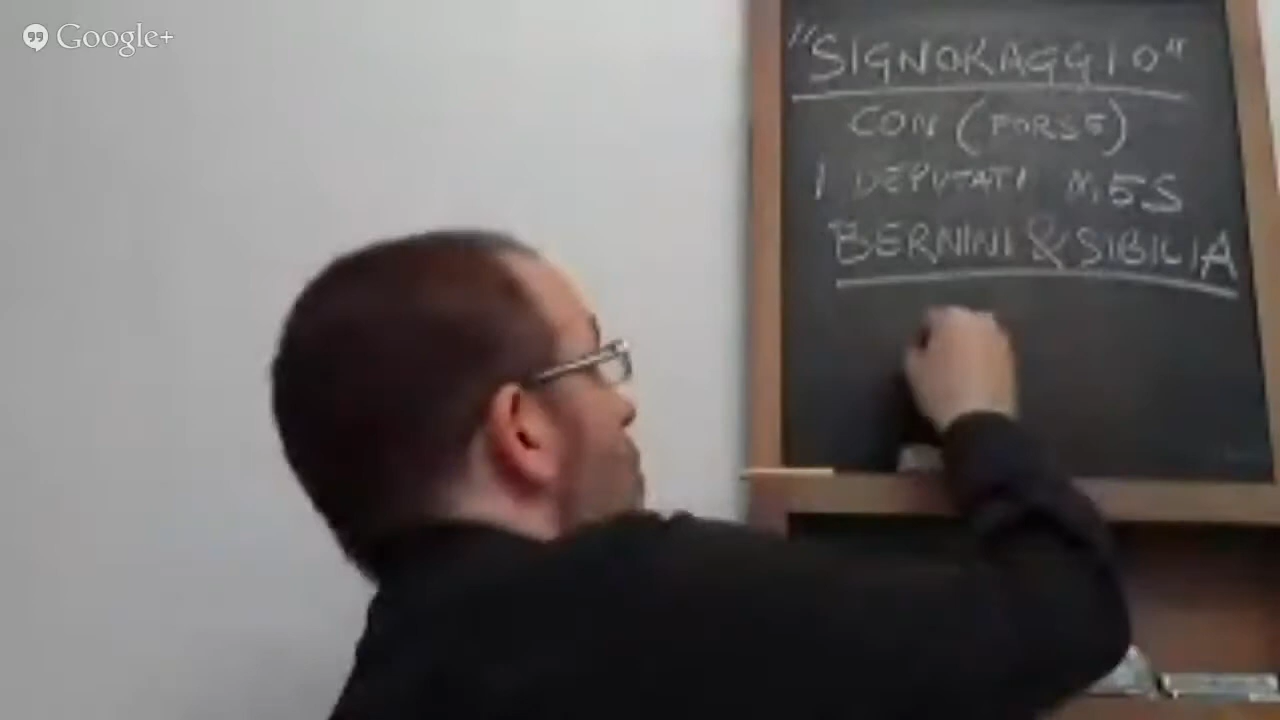 Google+
"SIGNORAGGIO"
CON (FORSE)
I DEPUTATI M5S
BERNINI & SIBILIA